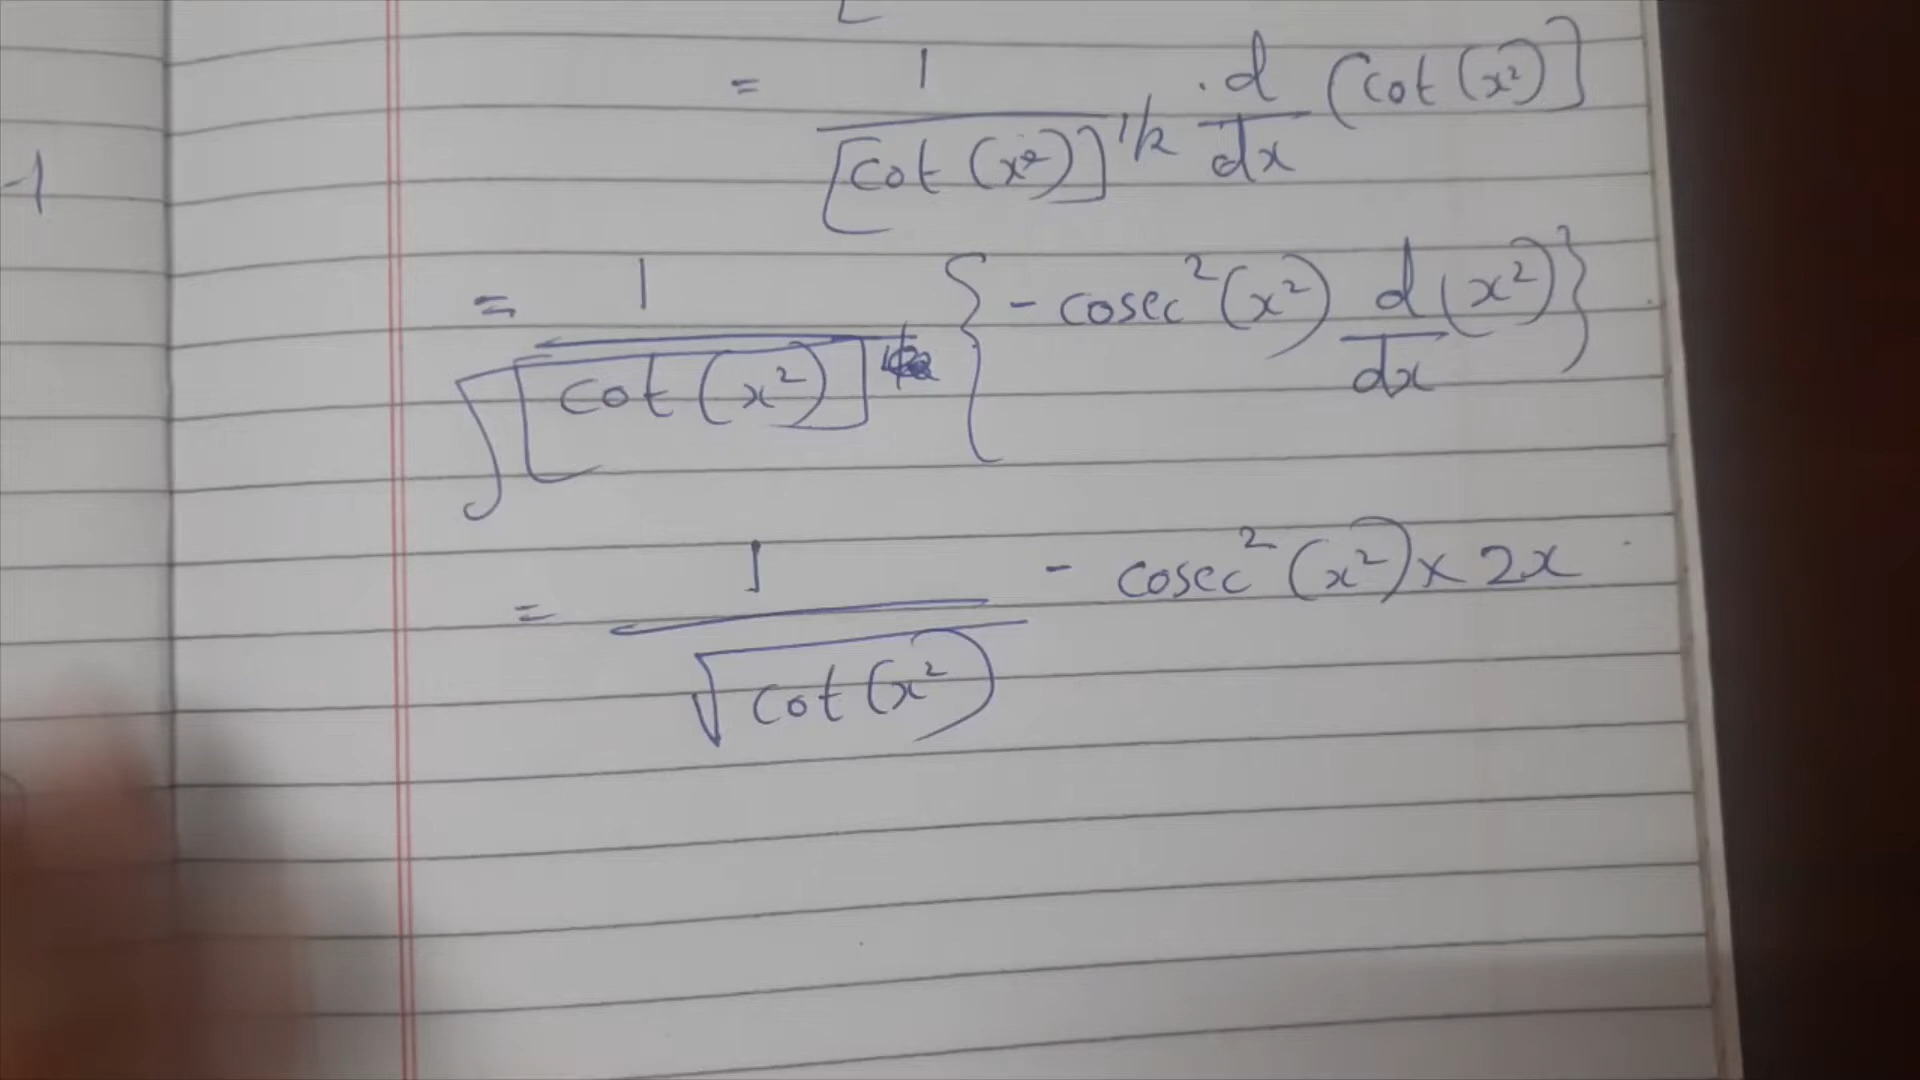 = 1/[cot (x²)]^1/2 . d/dx [cot (x²)]
= 1/√[cot (x²)] { - cosec² (x²) d/dx (x²) }
= 1/√cot (x²) - cosec² (x²) × 2x
-1